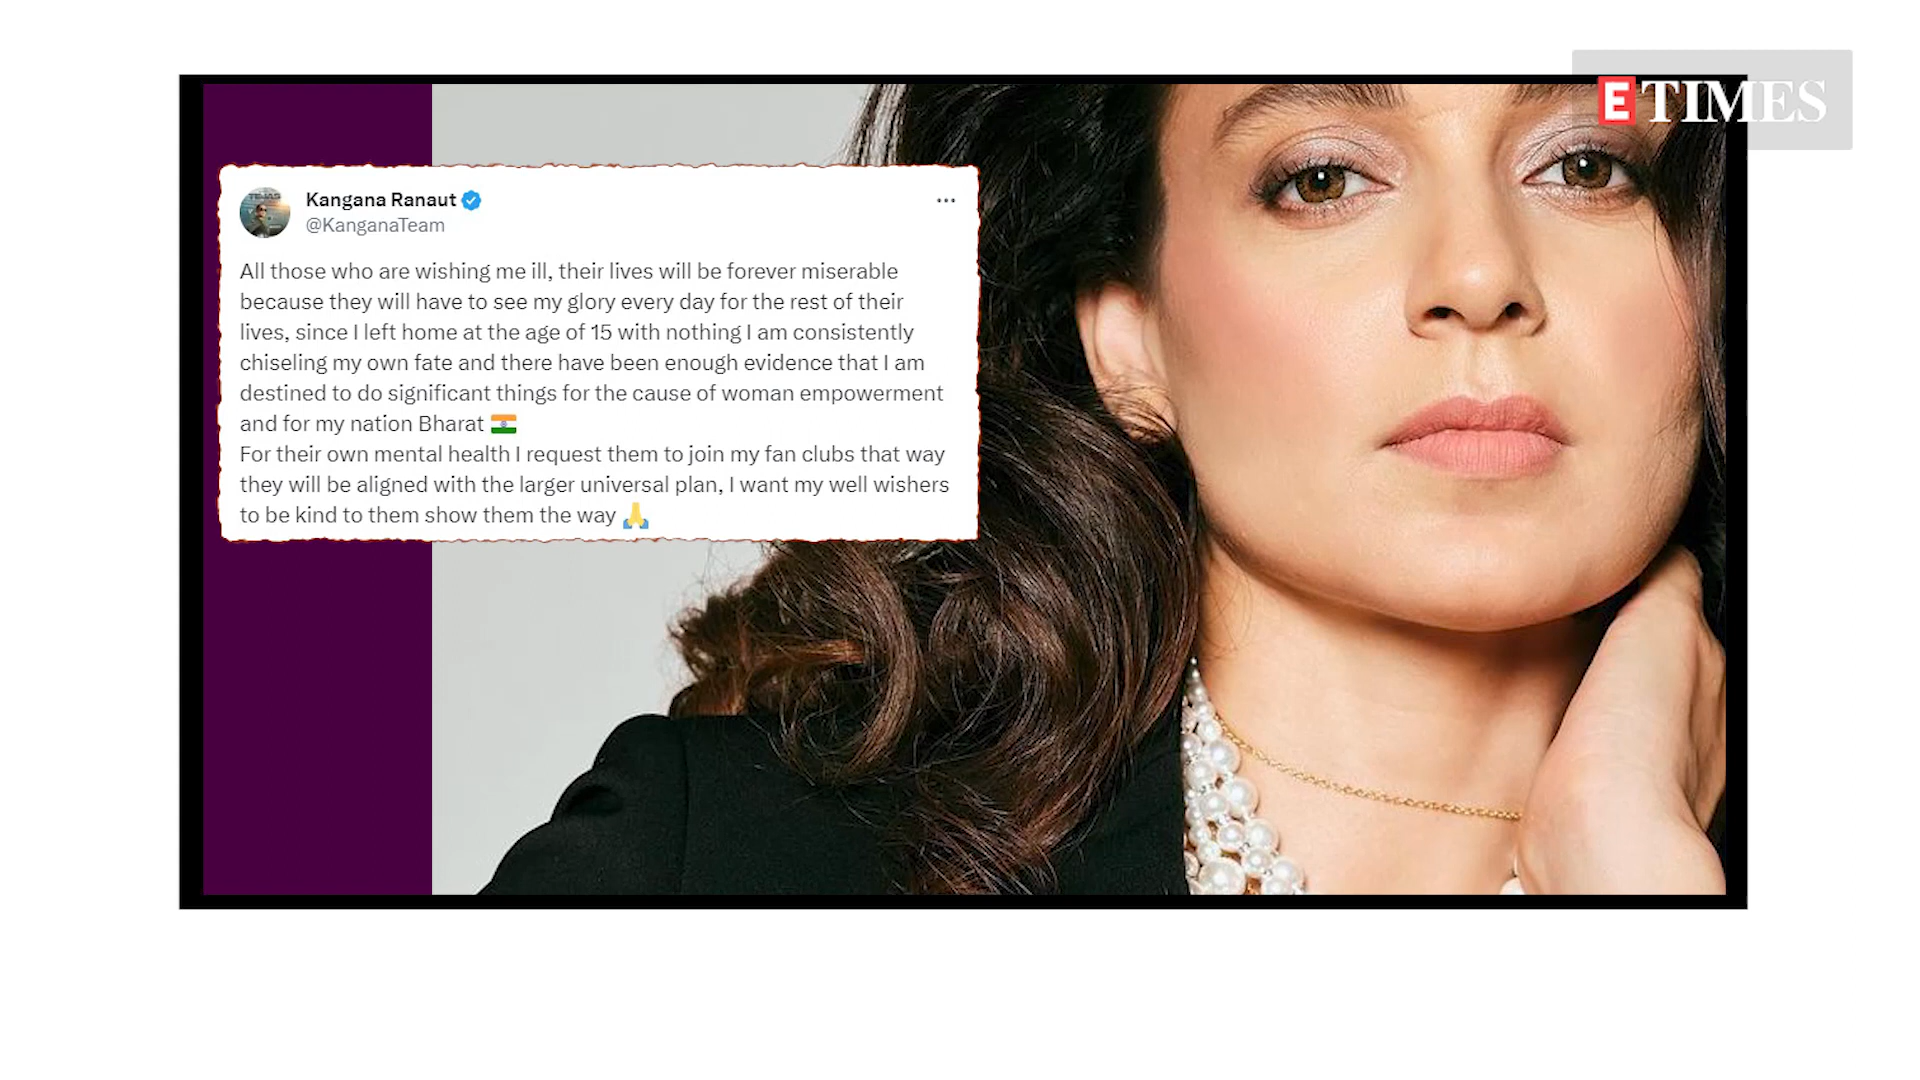 E TIMES
Kangana Ranaut
@KanganaTeam
All those who are wishing me ill, their lives will be forever miserable
because they will have to see my glory every day for the rest of their
lives, since I left home at the age of 15 with nothing I am consistently
chiseling my own fate and there have been enough evidence that I am
destined to do significant things for the cause of woman empowerment
and for my nation Bharat 🇮🇳
For their own mental health I request them to join my fan clubs that way
they will be aligned with the larger universal plan, I want my well wishers
to be kind to them show them the way 🙏